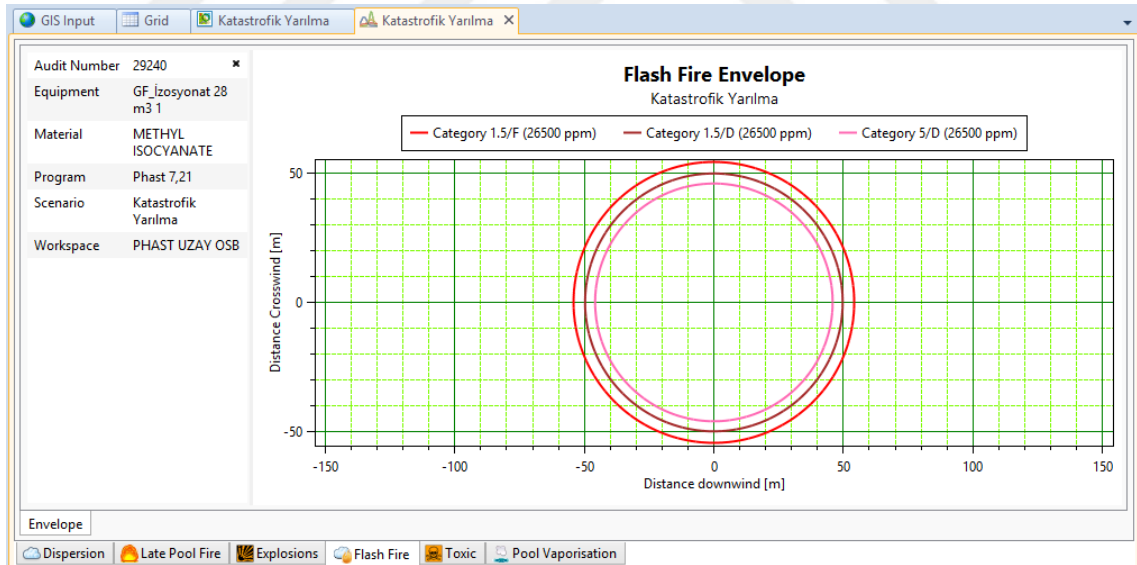 GIS Input
Grid
Katastrofik Yarılma
Katastrofik Yarılma
Audit Number 29240
Equipment GF_İzosyonat 28
m3 1
Material METHYL
ISOCYANATE
Program Phast 7,21
Scenario Katastrofik
Yarılma
Workspace PHAST UZAY OSB
Flash Fire Envelope
Katastrofik Yarılma
Category 1.5/F (26500 ppm)
Category 1.5/D (26500 ppm)
Category 5/D (26500 ppm)
Distance Crosswind [m]
50
0
-50
-150 -100 -50 0 50 100 150
Distance downwind [m]
Envelope
Dispersion
Late Pool Fire
Explosions
Flash Fire
Toxic
Pool Vaporisation